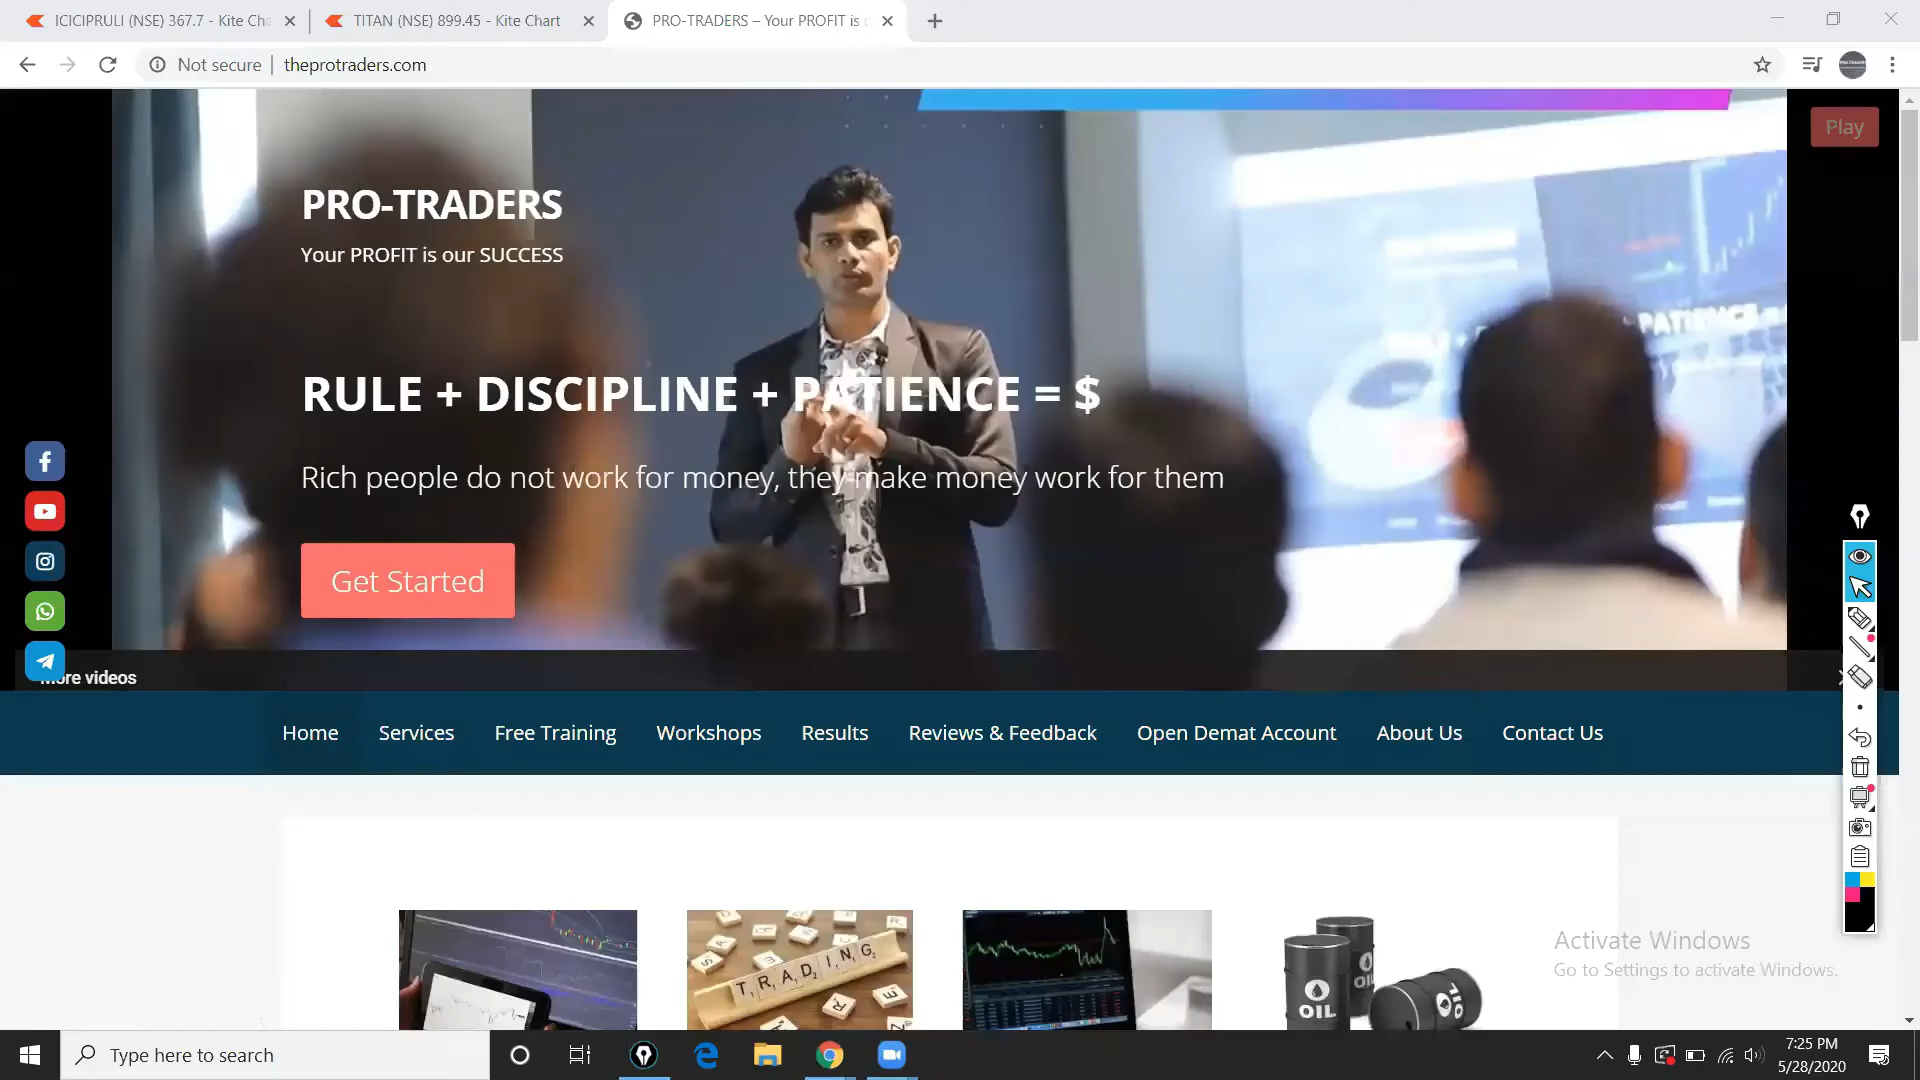 ICICIPRULI (NSE) 367.7 - Kite Cha
TITAN (NSE) 899.45 - Kite Chart
PRO-TRADERS – Your PROFIT is
Not secure
theprotraders.com
Play
PRO-TRADERS
Your PROFIT is our SUCCESS
PATIENCE
RULE + DISCIPLINE + PATIENCE = $
Rich people do not work for money, they make money work for them
Get Started
More videos
Home
Services
Free Training
Workshops
Results
Reviews & Feedback
Open Demat Account
About Us
Contact Us
TRADING
OIL
OIL
Activate Windows
Go to Settings to activate Windows.
Type here to search
7:25 PM
5/28/2020